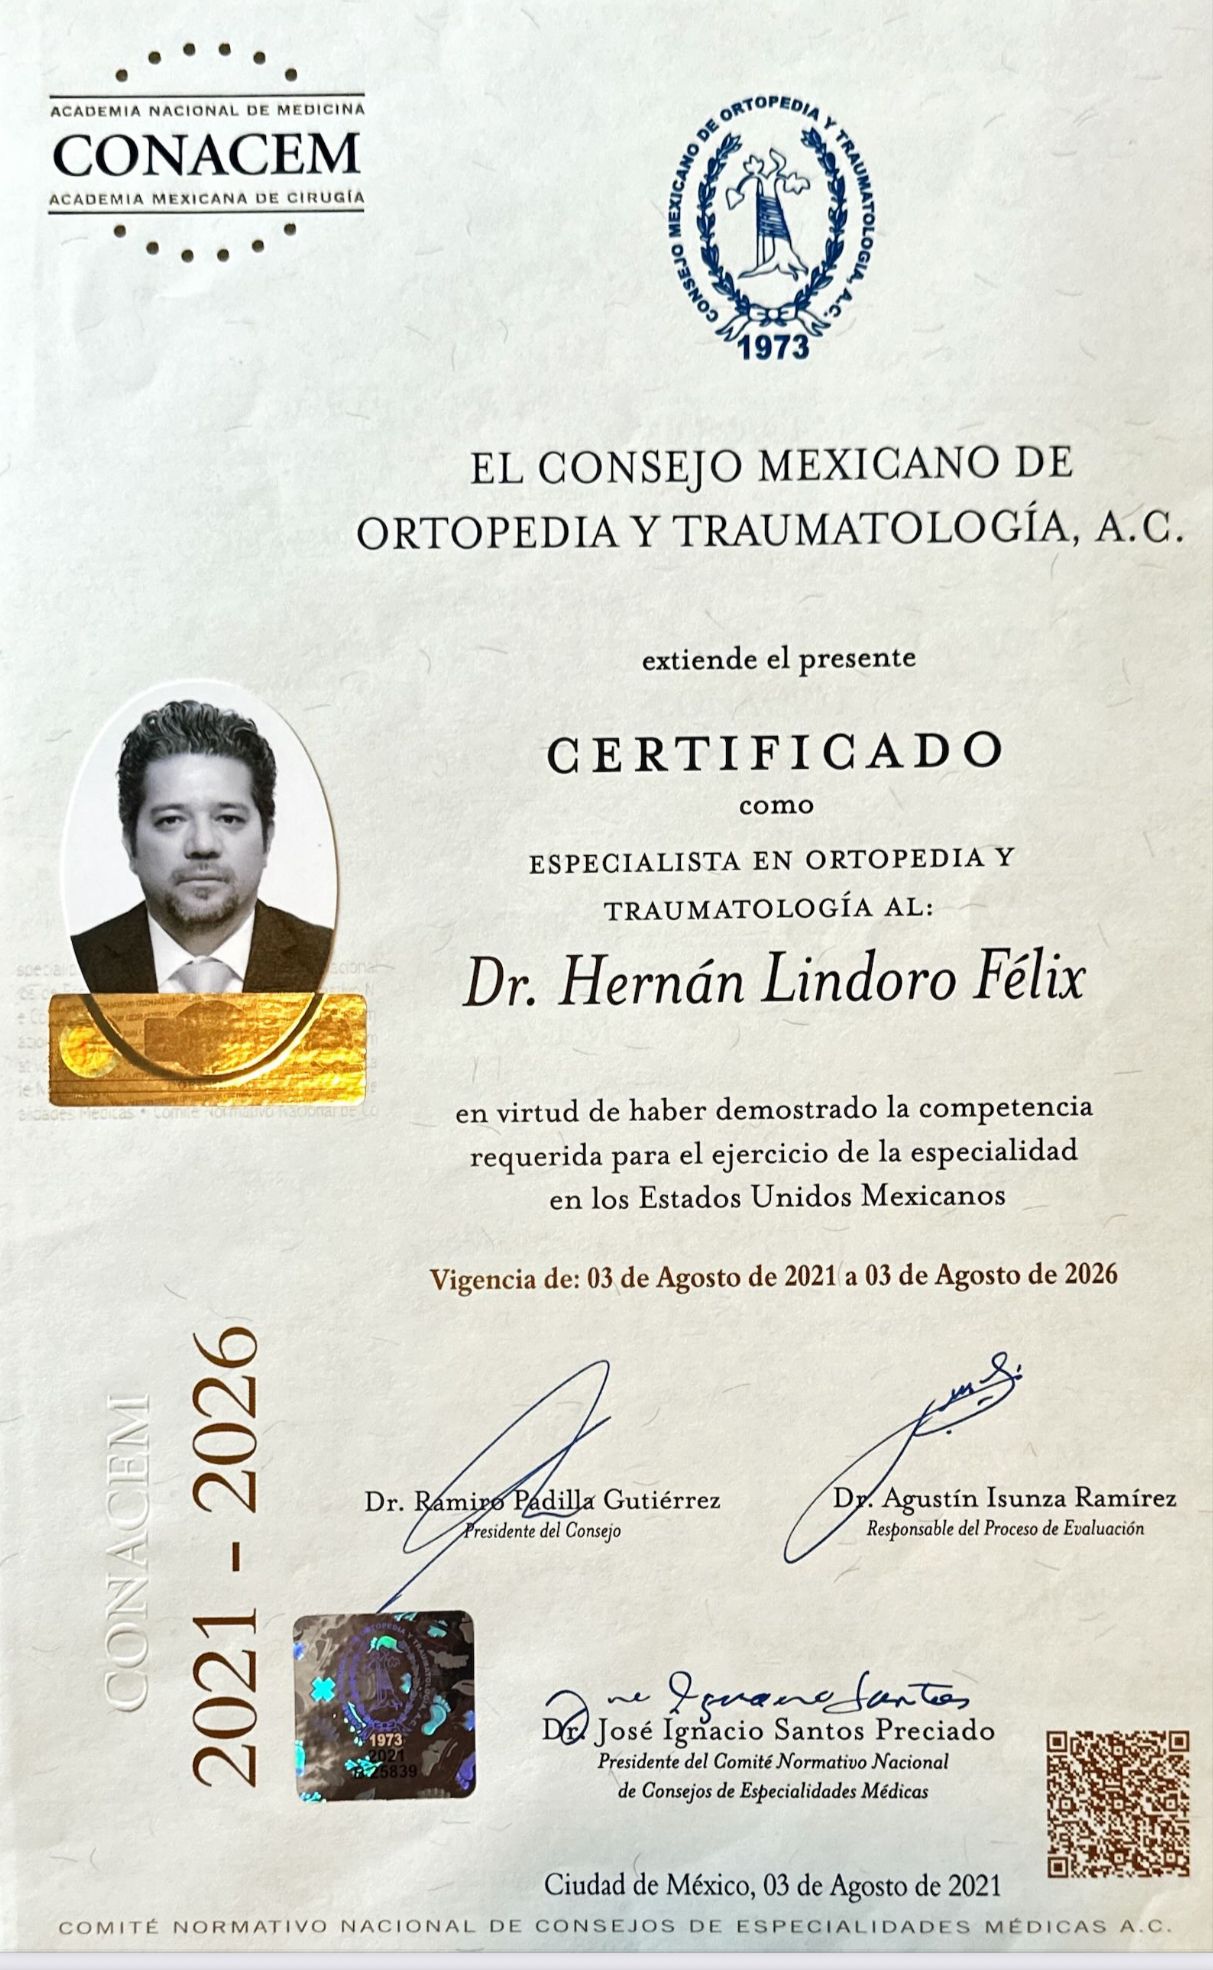 ACADEMIA NACIONAL DE MEDICINA
CONACEM
ACADEMIA MEXICANA DE CIRUGÍA
CONSEJO MEXICANO DE ORTOPEDIA Y TRAUMATOLOGIA, A.C.
1973
EL CONSEJO MEXICANO DE
ORTOPEDIA Y TRAUMATOLOGÍA, A.C.
extiende el presente
CERTIFICADO
como
ESPECIALISTA EN ORTOPEDIA Y
TRAUMATOLOGÍA AL:
Dr. Hernán Lindoro Félix
en virtud de haber demostrado la competencia
requerida para el ejercicio de la especialidad
en los Estados Unidos Mexicanos
Vigencia de: 03 de Agosto de 2021 a 03 de Agosto de 2026
CONACEM
2021 - 2026
Dr. Ramiro Padilla Gutiérrez
Presidente del Consejo
Dr. Agustín Isunza Ramírez
Responsable del Proceso de Evaluación
1973
2021
José Ignacio Santos
Dr. José Ignacio Santos Preciado
Presidente del Comité Normativo Nacional
de Consejos de Especialidades Médicas
Ciudad de México, 03 de Agosto de 2021
COMITÉ NORMATIVO NACIONAL DE CONSEJOS DE ESPECIALIDADES MÉDICAS A.C.